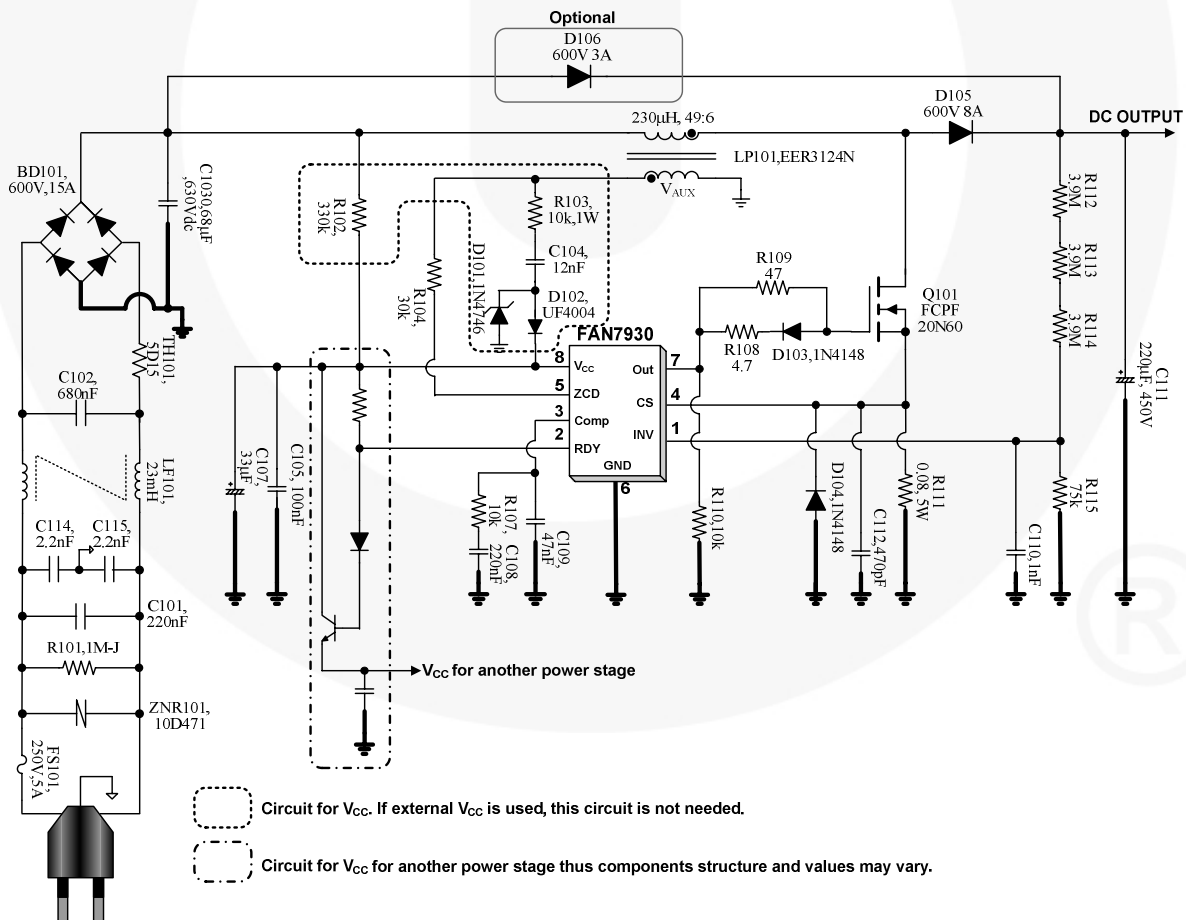 Optional
D106
600V 3A
D105
600V 8A
DC OUTPUT
230µH, 49:6
LP101,EER3124N
VAUX
BD101,
600V,15A
C1030,68µF
,630Vdc
R102,
330k
R103,
10k,1W
C104,
12nF
D101,1N4746
D102,
UF4004
R104,
30k
R112
3.9M
R113
3.9M
R114
3.9M
R109
47
R108
4.7
D103,1N4148
Q101
FCPF
20N60
FAN7930
8
VCC
5
ZCD
3
Comp
2
RDY
GND
6
Out
7
CS
4
INV
1
TH101,
5D15
C102,
680nF
LF101,
23mH
C114,
2.2nF
C115,
2.2nF
C101,
220nF
R101,1M-J
ZNR101,
10D471
FS101,
250V,5A
C107,
33µF
C105, 100nF
R107,
10k
C108,
220nF
C109,
47nF
R110,10k
D104,1N4148
C112,470pF
R111
0.08, 5W
C110,1nF
R115
75k
C111
220µF, 450V
VCC for another power stage
Circuit for VCC. If external VCC is used, this circuit is not needed.
Circuit for VCC for another power stage thus components structure and values may vary.
®